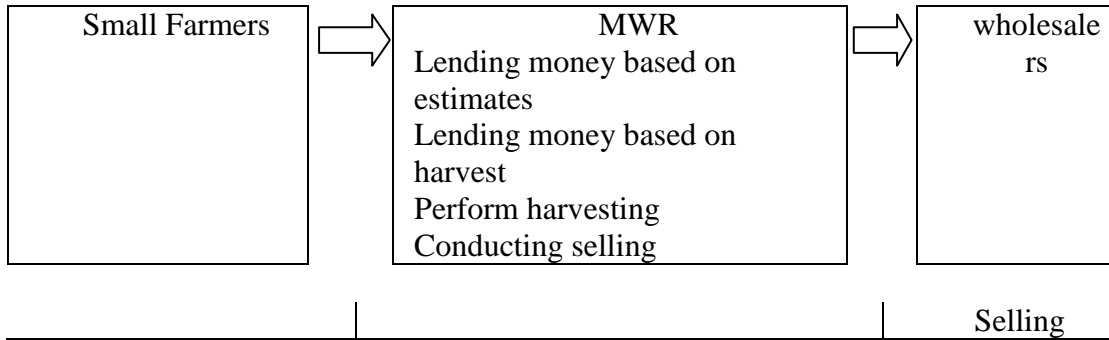 Small Farmers
MWR
Lending money based on
estimates
Lending money based on
harvest
Perform harvesting
Conducting selling
wholesale
rs
Selling